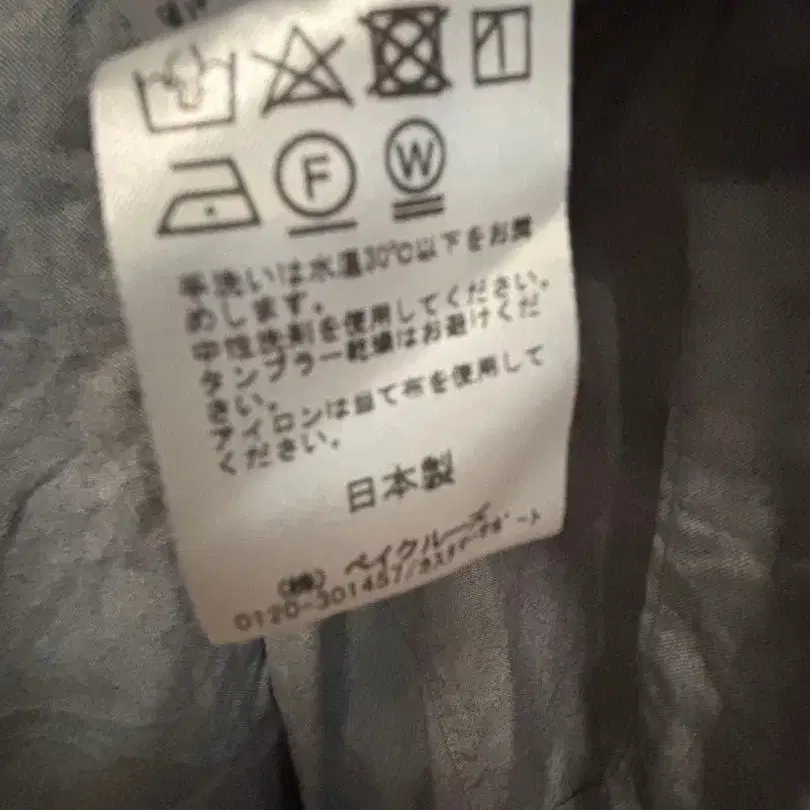 F
W
手洗いは水温30℃以下をお奨
めします。
中性洗剤を使用してください。
タンブラー乾燥はお避けくだ
さい。
アイロンは当て布を使用して
ください。
日本製
(株) ベイクルーズ
0120-301457/カスタマーサポート